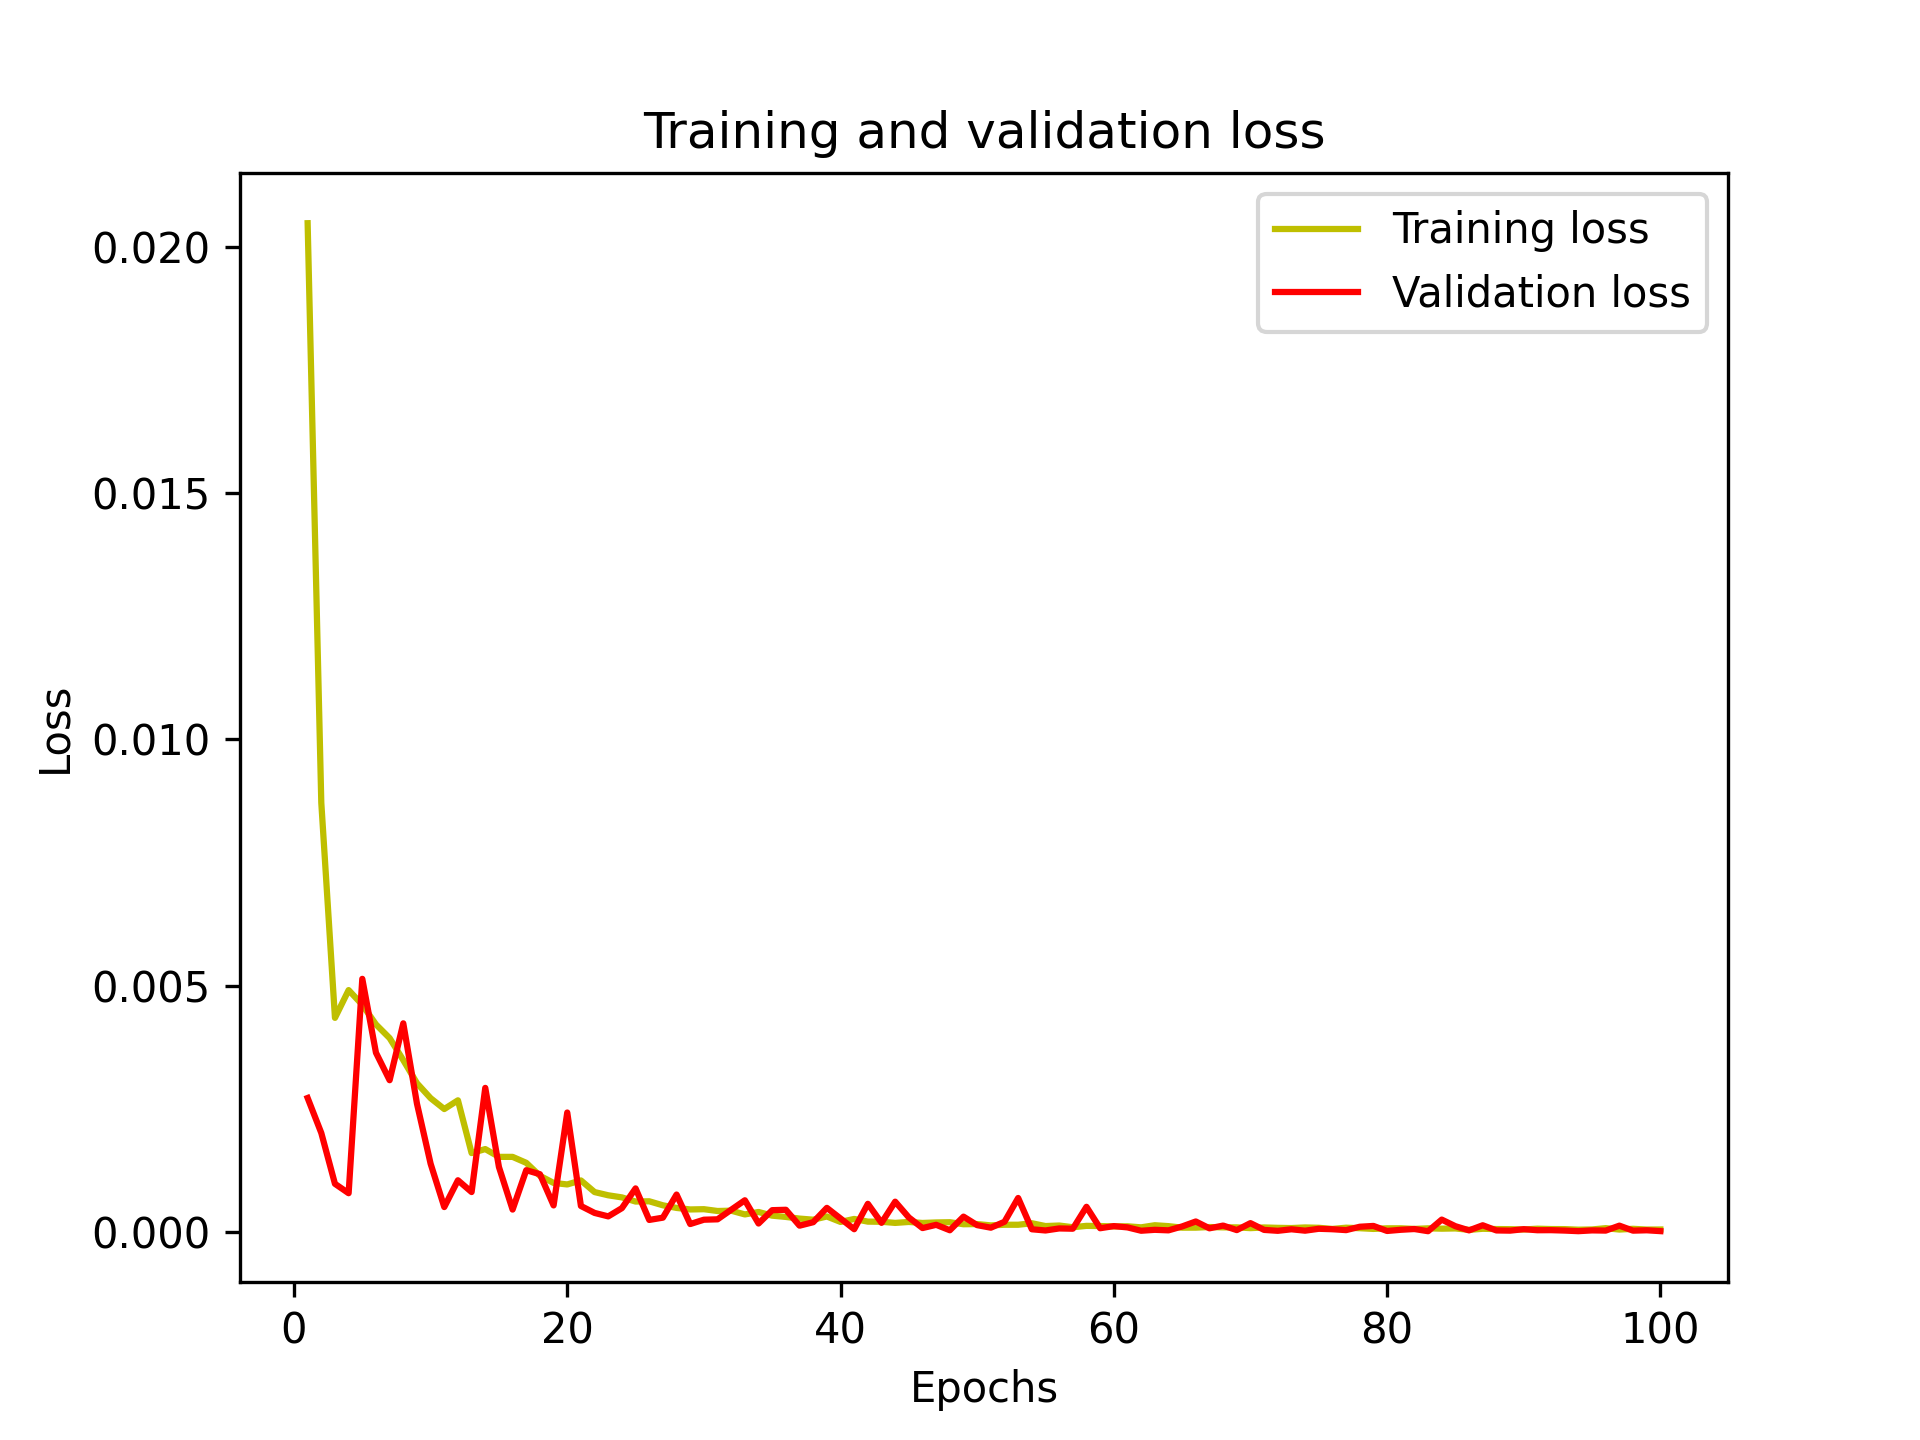 Training and validation loss
Training loss
Validation loss
0.020
0.015
0.010
0.005
0.000
Loss
0 20 40 60 80 100
Epochs